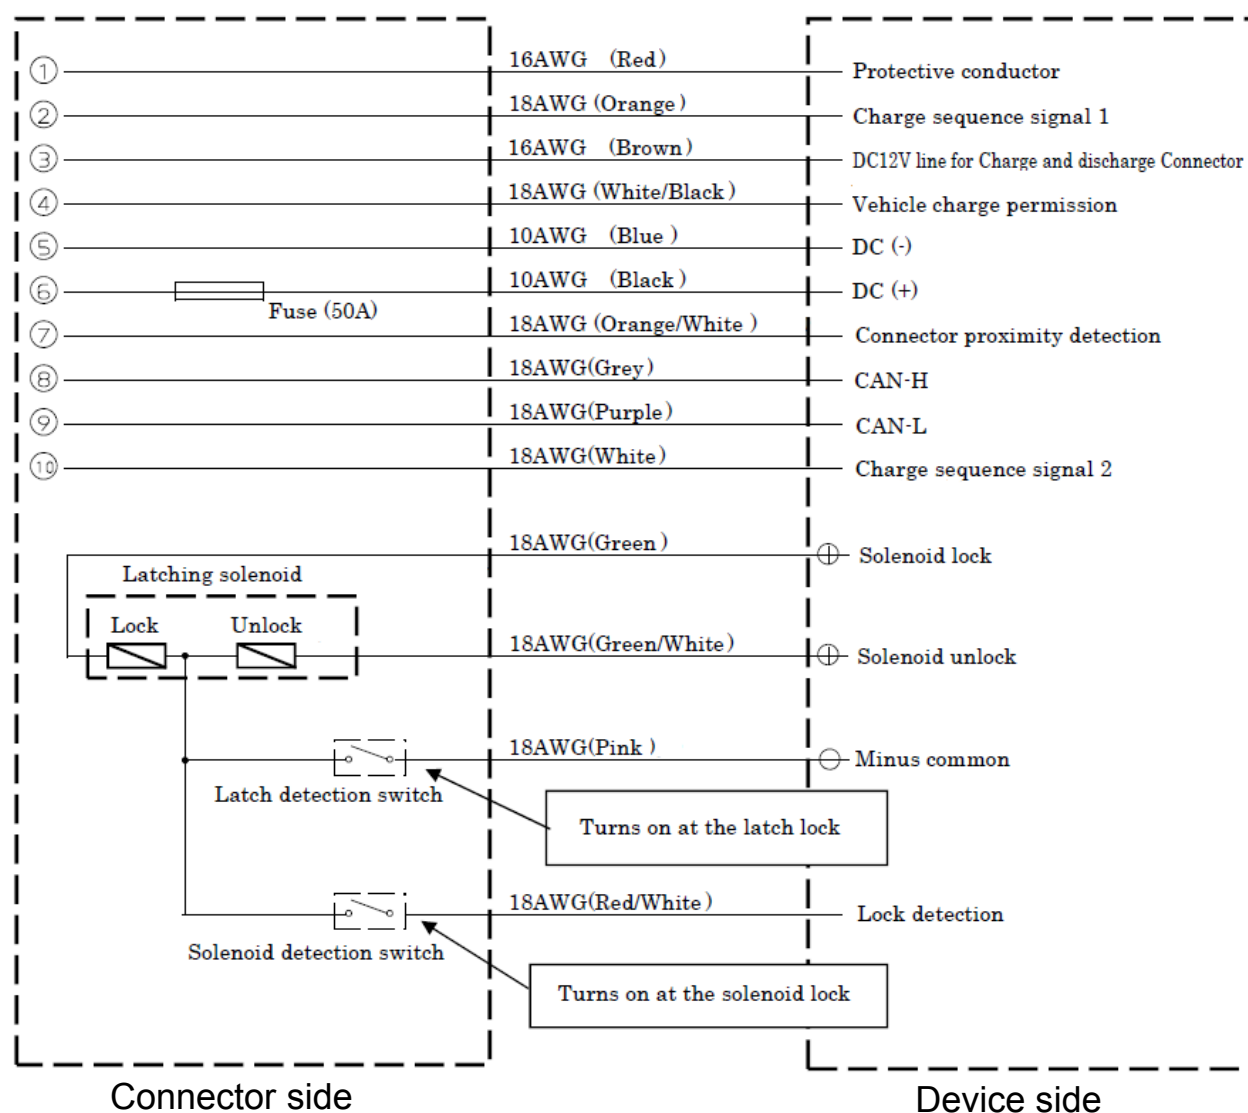 ① 16AWG (Red) Protective conductor
② 18AWG (Orange) Charge sequence signal 1
③ 16AWG (Brown) DC12V line for Charge and discharge Connector
④ 18AWG (White/Black) Vehicle charge permission
⑤ 10AWG (Blue ) DC (-)
⑥ 10AWG (Black ) DC (+)
Fuse (50A)
⑦ 18AWG (Orange/White ) Connector proximity detection
⑧ 18AWG(Grey) CAN-H
⑨ 18AWG(Purple) CAN-L
⑩ 18AWG(White) Charge sequence signal 2
18AWG(Green) Solenoid lock
Latching solenoid
Lock Unlock
18AWG(Green/White) Solenoid unlock
18AWG(Pink ) Minus common
Latch detection switch
Turns on at the latch lock
18AWG(Red/White) Lock detection
Solenoid detection switch
Turns on at the solenoid lock
Connector side Device side